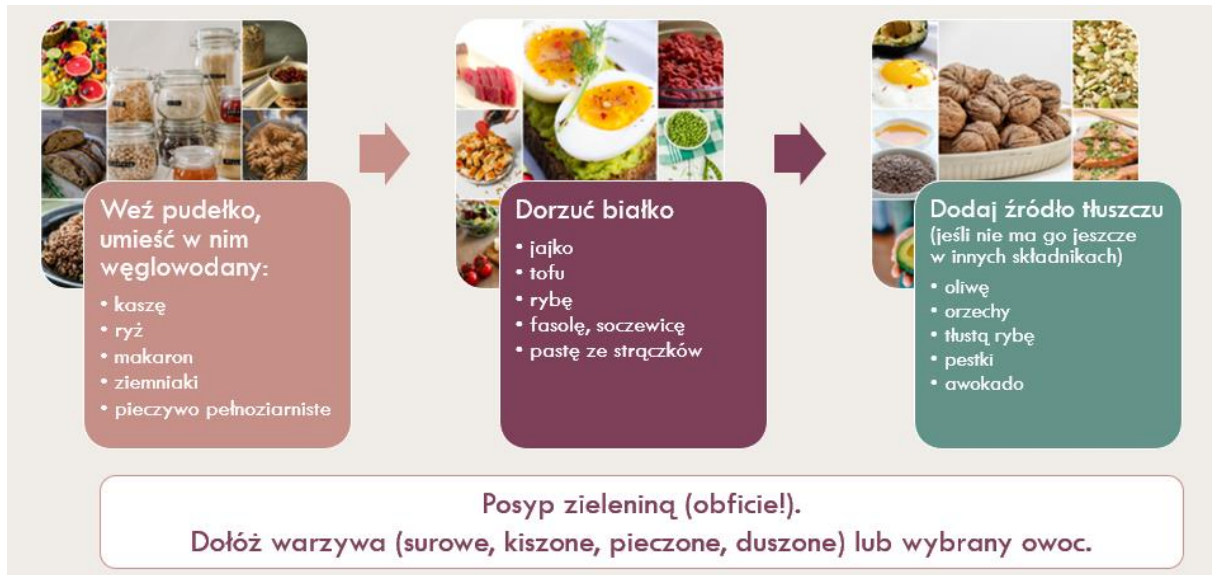 Weź pudełko,
umieść w nim
węglowodany:
• kaszę
• ryż
• makaron
• ziemniaki
• pieczywo pełnoziarniste
Dorzuć białko
• jajko
• tofu
• rybę
• fasolę, soczewicę
• pastę ze strączków
Dodaj źródło tłuszczu
(jeśli nie ma go jeszcze
w innych składnikach)
• oliwę
• orzechy
• tłustą rybę
• pestki
• awokado
Posyp zieleniną (obficie!).
Dołóż warzywa (surowe, kiszone, pieczone, duszone) lub wybrany owoc.